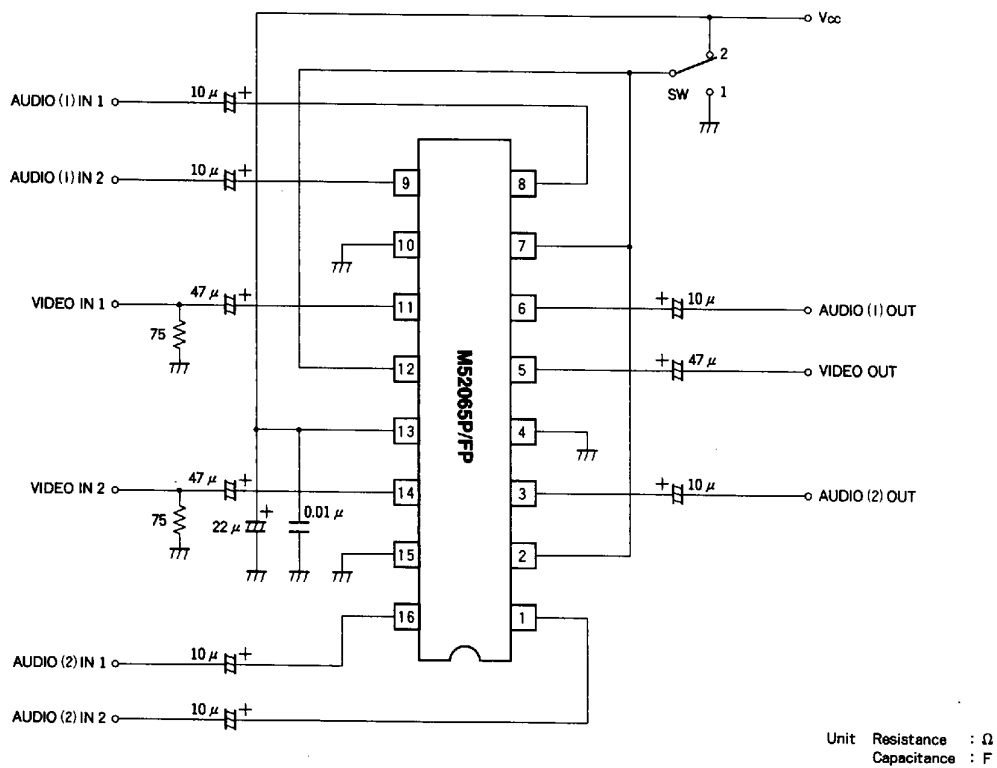 Vcc
2
SW
1
AUDIO (1) IN 1
10 μ +
AUDIO (1) IN 2
10 μ +
9
8
10
7
VIDEO IN 1
47 μ +
75
11
6
+ 10 μ
AUDIO (1) OUT
12
5
+ 47 μ
VIDEO OUT
M52065P/FP
13
4
VIDEO IN 2
47 μ +
75
14
3
+ 10 μ
AUDIO (2) OUT
22 μ +
0.01 μ
15
2
16
1
AUDIO (2) IN 1
10 μ +
AUDIO (2) IN 2
10 μ +
Unit Resistance : Ω
Capacitance : F